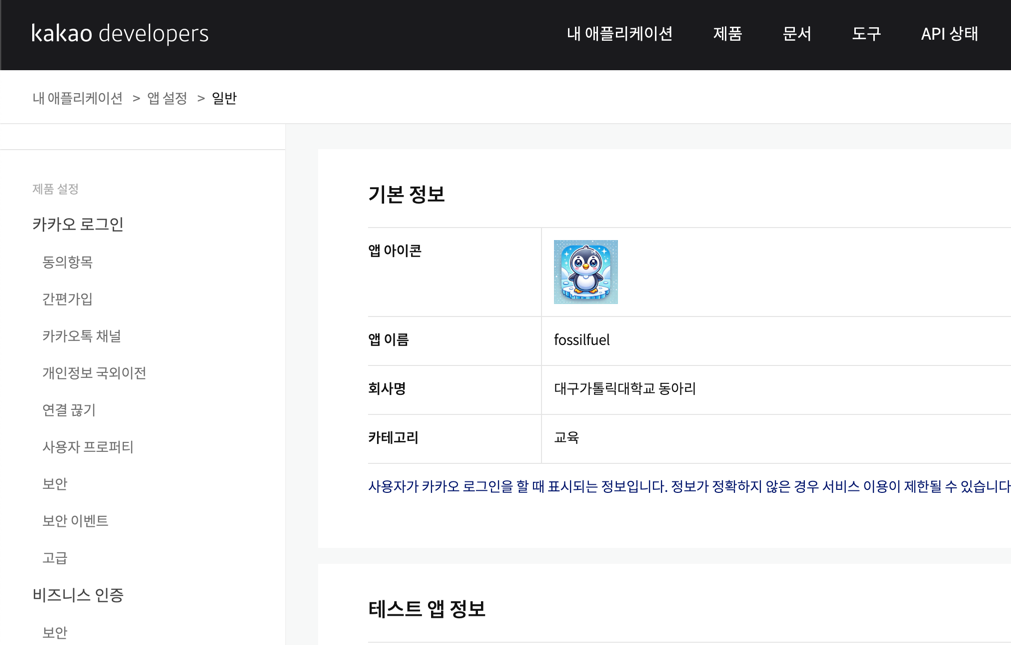 kakao developers
내 애플리케이션 제품 문서 도구 API 상태
내 애플리케이션 > 앱 설정 > 일반
제품 설정
카카오 로그인
동의항목
간편가입
카카오톡 채널
개인정보 국외이전
연결 끊기
사용자 프로퍼티
보안
보안 이벤트
고급
비즈니스 인증
보안
기본 정보
앱 아이콘
앱 이름 fossilfuel
회사명 대구가톨릭대학교 동아리
카테고리 교육
사용자가 카카오 로그인을 할 때 표시되는 정보입니다. 정보가 정확하지 않은 경우 서비스 이용이 제한될 수 있습니다
테스트 앱 정보